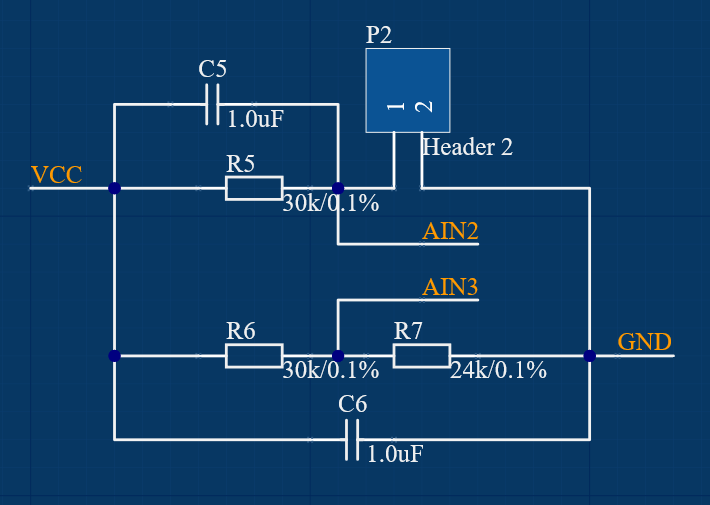 P2
C5
1
2
1.0uF
Header 2
R5
VCC
30k/0.1%
AIN2
AIN3
R6
R7
GND
30k/0.1%
24k/0.1%
C6
1.0uF